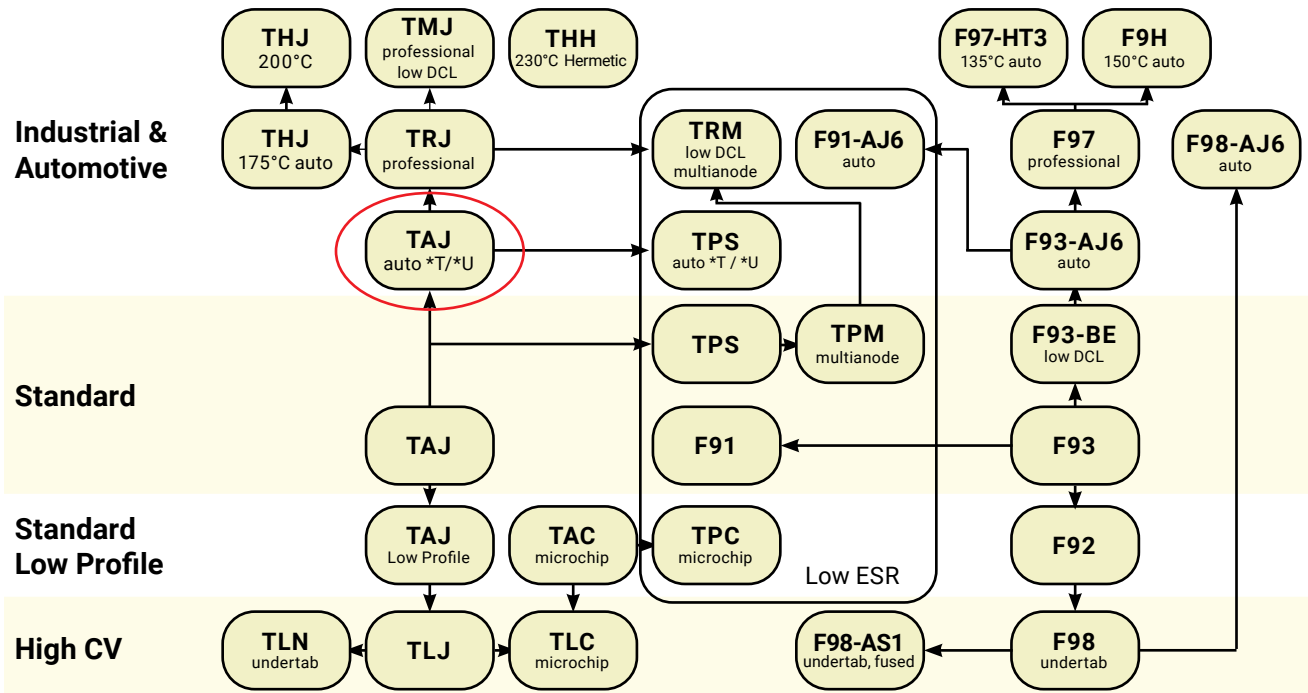 THJ
200°C
TMJ
professional
low DCL
THH
230°C Hermetic
F97-HT3
135°C auto
F9H
150°C auto
Industrial &
Automotive
THJ
175°C auto
TRJ
professional
TRM
low DCL
multianode
F91-AJ6
auto
F97
professional
F98-AJ6
auto
TAJ
auto *T/*U
TPS
auto *T / *U
F93-AJ6
auto
Standard
TPS
TPM
multianode
F93-BE
low DCL
TAJ
F91
F93
Standard
Low Profile
TAJ
Low Profile
TAC
microchip
TPC
microchip
Low ESR
F92
High CV
TLN
undertab
TLJ
TLC
microchip
F98-AS1
undertab, fused
F98
undertab